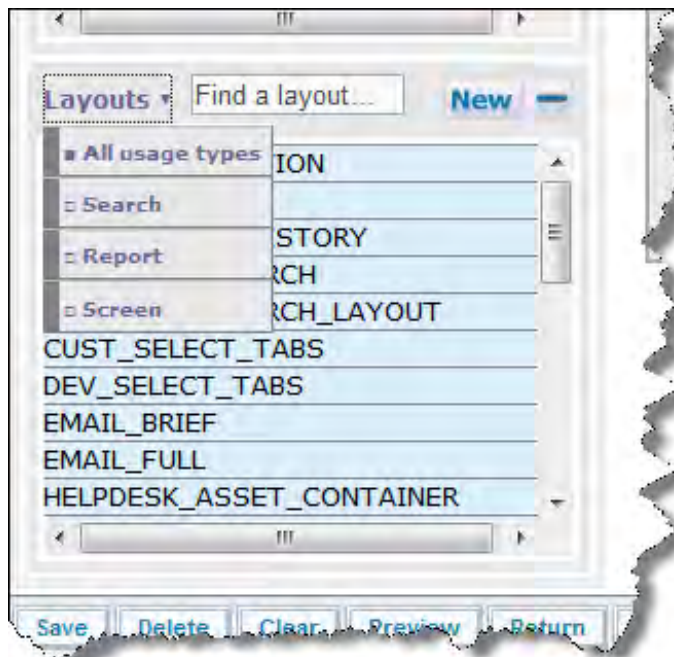 Layouts ▾ Find a layout... New
All usage types
TION
Search
STORY
Report
RCH
Screen
RCH_LAYOUT
CUST_SELECT_TABS
DEV_SELECT_TABS
EMAIL_BRIEF
EMAIL_FULL
HELPDESK_ASSET_CONTAINER
Save Delete Clear Preview Return